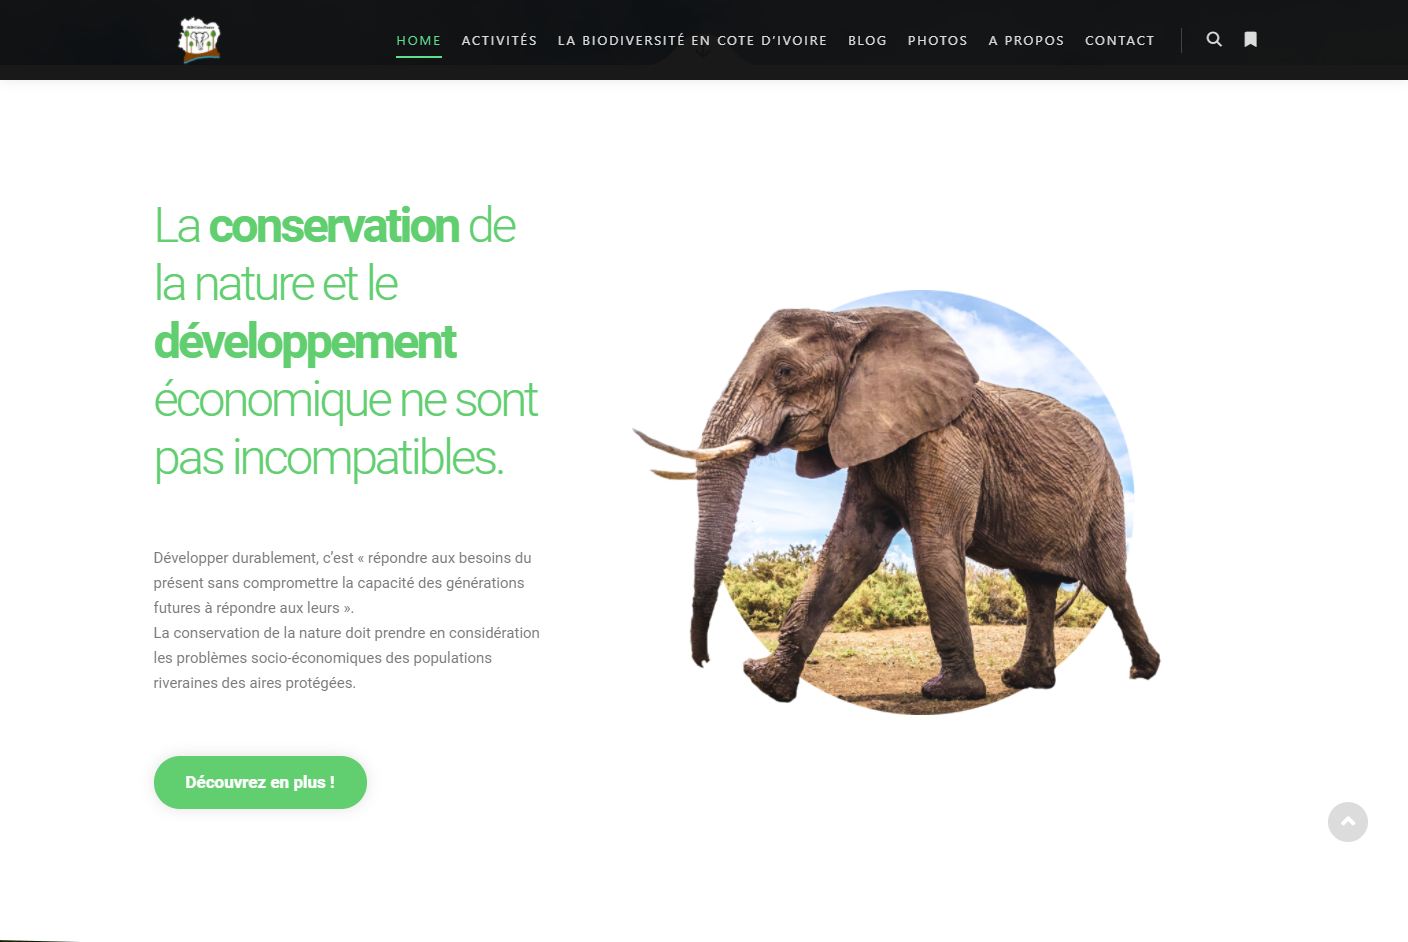 HOME ACTIVITÉS LA BIODIVERSITÉ EN COTE D'IVOIRE BLOG PHOTOS A PROPOS CONTACT
La conservation de
la nature et le
développement
économique ne sont
pas incompatibles.
Développer durablement, c'est « répondre aux besoins du
présent sans compromettre la capacité des générations
futures à répondre aux leurs ».
La conservation de la nature doit prendre en considération
les problèmes socio-économiques des populations
riveraines des aires protégées.
Découvrez en plus !